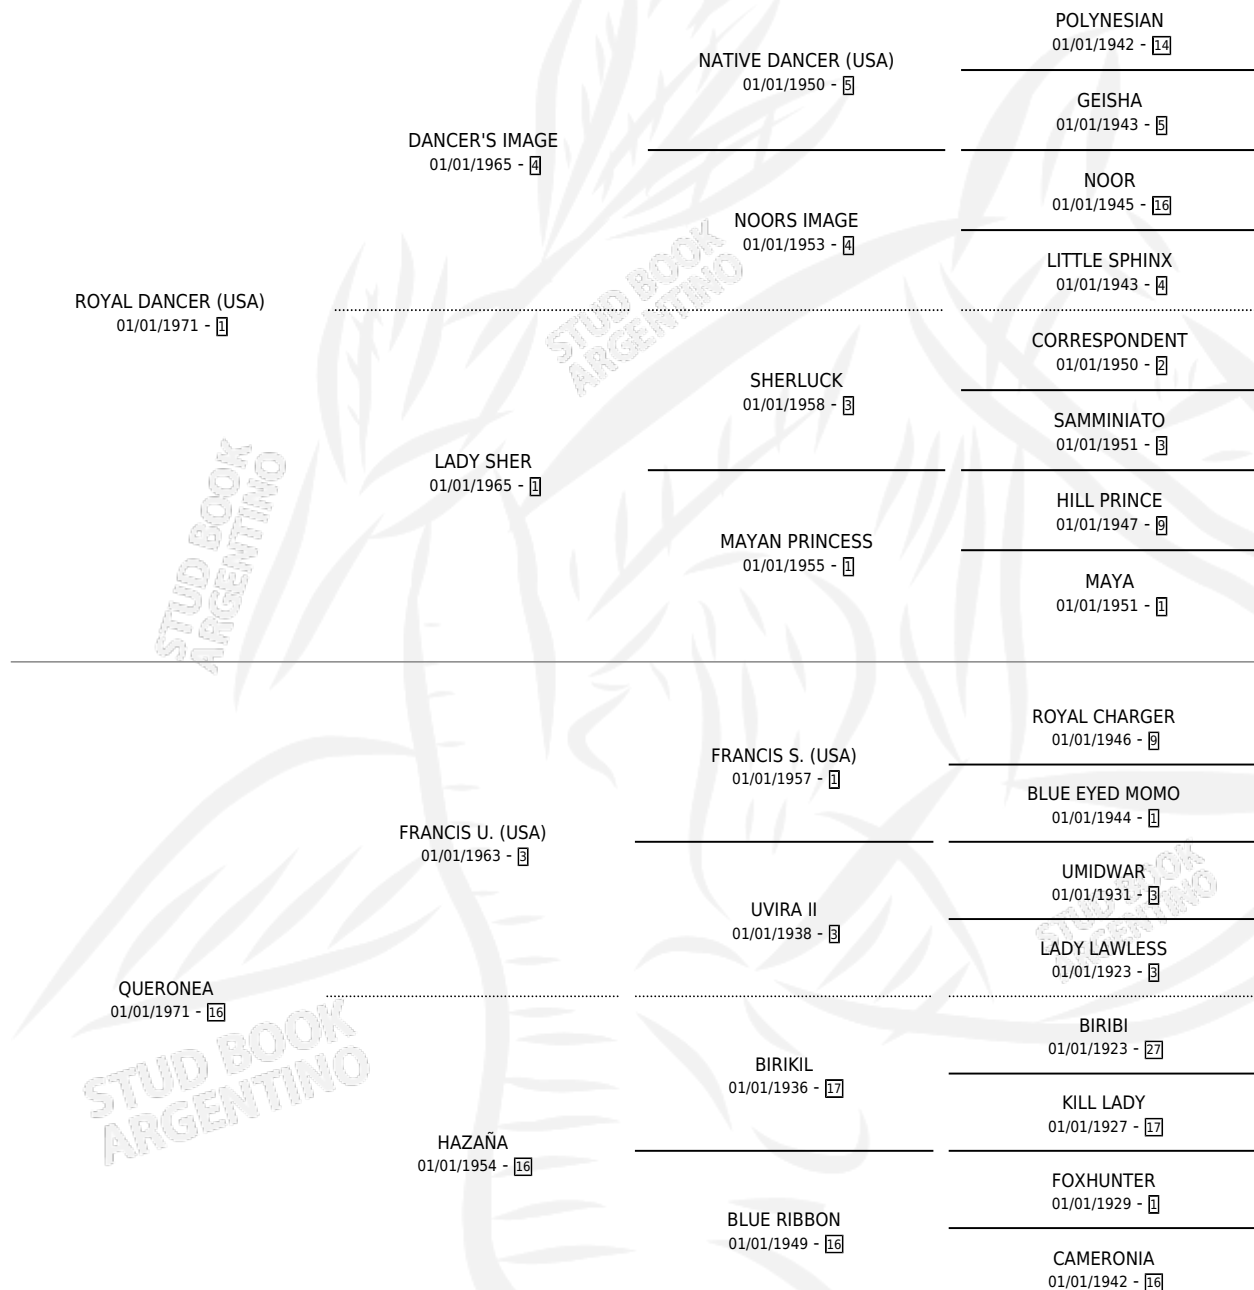 POLYNESIAN
01/01/1942 - 14
NATIVE DANCER (USA)
01/01/1950 - 5
GEISHA
01/01/1943 - 5
DANCER'S IMAGE
01/01/1965 - 4
NOOR
01/01/1945 - 16
NOORS IMAGE
01/01/1953 - 4
LITTLE SPHINX
01/01/1943 - 4
ROYAL DANCER (USA)
01/01/1971 - 1
CORRESPONDENT
01/01/1950 - 2
SHERLUCK
01/01/1958 - 3
SAMMINIATO
01/01/1951 - 3
LADY SHER
01/01/1965 - 1
HILL PRINCE
01/01/1947 - 9
MAYAN PRINCESS
01/01/1955 - 1
MAYA
01/01/1951 - 1
ROYAL CHARGER
01/01/1946 - 9
FRANCIS S. (USA)
01/01/1957 - 1
BLUE EYED MOMO
01/01/1944 - 1
FRANCIS U. (USA)
01/01/1963 - 3
UMIDWAR
01/01/1931 - 3
UVIRA II
01/01/1938 - 3
LADY LAWLESS
01/01/1923 - 3
QUERONEA
01/01/1971 - 16
BIRIBI
01/01/1923 - 27
BIRIKIL
01/01/1936 - 17
KILL LADY
01/01/1927 - 17
HAZAÑA
01/01/1954 - 16
FOXHUNTER
01/01/1929 - 1
BLUE RIBBON
01/01/1949 - 16
CAMERONIA
01/01/1942 - 16
STUD BOOK
ARGENTINO
STUD BOOK
ARGENTINO
STUD BOOK
ARGENTINO
STUD BOOK
ARGENTINO